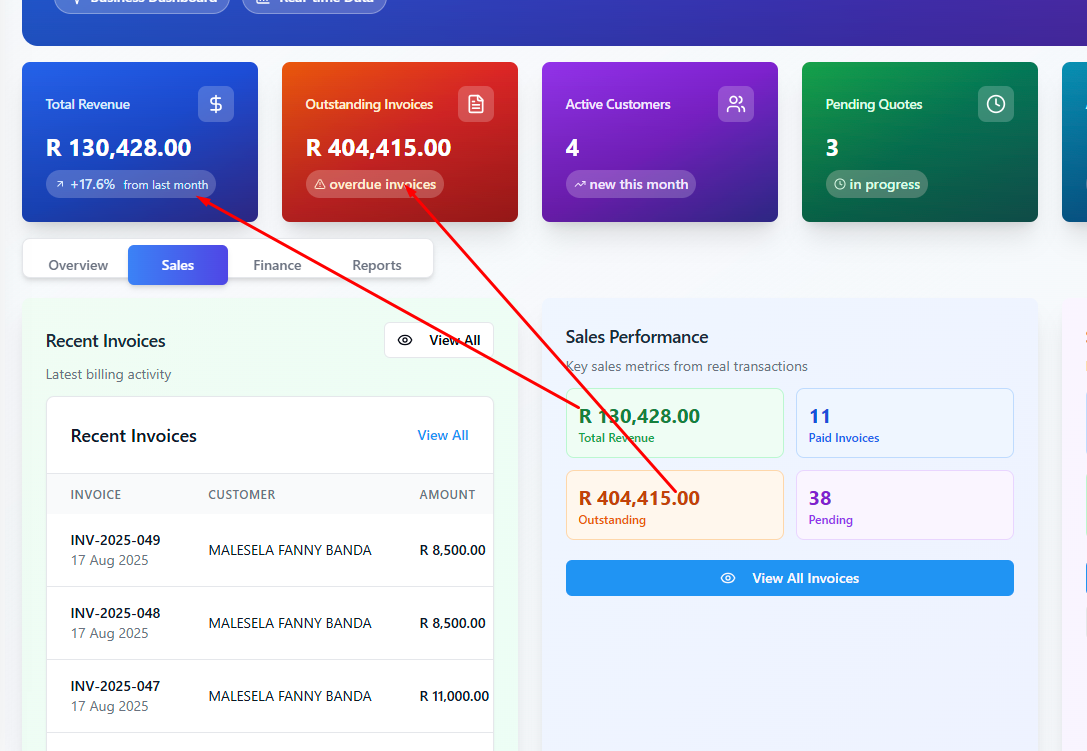 Business Dashboard
Real-time Data
Total Revenue
R 130,428.00
+17.6% from last month
Outstanding Invoices
R 404,415.00
overdue invoices
Active Customers
4
new this month
Pending Quotes
3
in progress
Overview
Sales
Finance
Reports
Recent Invoices
View All
Latest billing activity
Recent Invoices
View All
INVOICE CUSTOMER AMOUNT
INV-2025-049
17 Aug 2025
MALESELA FANNY BANDA
R 8,500.00
INV-2025-048
17 Aug 2025
MALESELA FANNY BANDA
R 8,500.00
INV-2025-047
17 Aug 2025
MALESELA FANNY BANDA
R 11,000.00
Sales Performance
Key sales metrics from real transactions
R 130,428.00
Total Revenue
11
Paid Invoices
R 404,415.00
Outstanding
38
Pending
View All Invoices